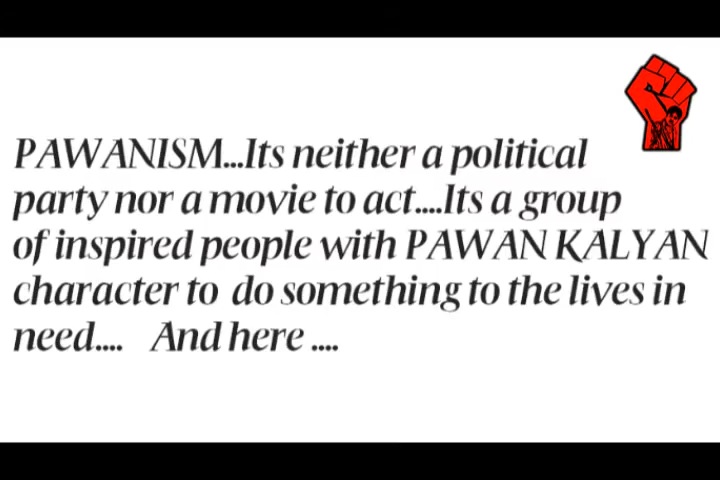 PAWANISM...Its neither a political
party nor a movie to act....Its a group
of inspired people with PAWAN KALYAN
character to do something to the lives in
need.... And here ....